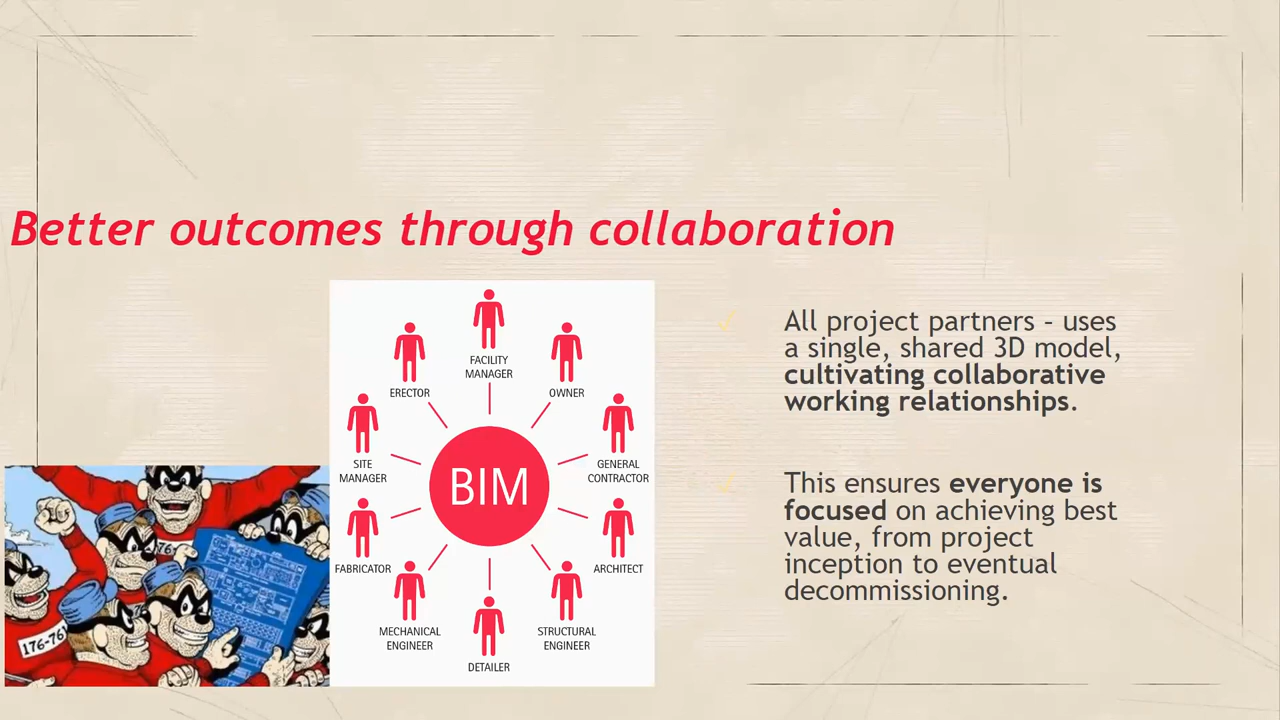 Better outcomes through collaboration
FACILITY
MANAGER
ERECTOR
OWNER
SITE
MANAGER
GENERAL
CONTRACTOR
BIM
FABRICATOR
ARCHITECT
MECHANICAL
ENGINEER
STRUCTURAL
ENGINEER
DETAILER
176-76
176
✓ All project partners – uses
a single, shared 3D model,
cultivating collaborative
working relationships.
✓ This ensures everyone is
focused on achieving best
value, from project
inception to eventual
decommissioning.